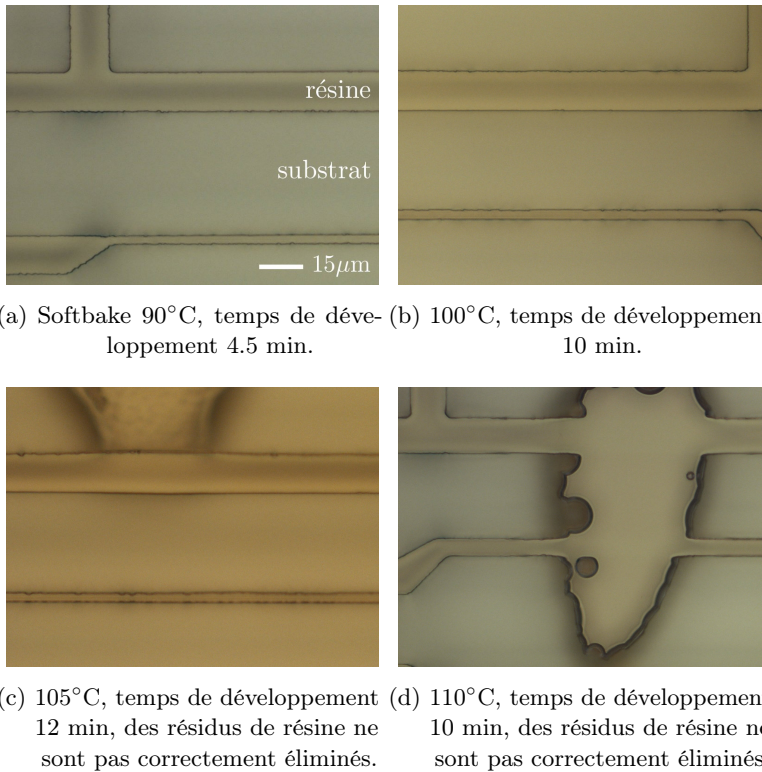 résine
substrat
15µm
(a) Softbake 90°C, temps de déve-
loppement 4.5 min.
(b) 100°C, temps de développemen
10 min.
(c) 105°C, temps de développement
12 min, des résidus de résine ne
sont pas correctement éliminés.
(d) 110°C, temps de développemen
10 min, des résidus de résine ne
sont pas correctement éliminés